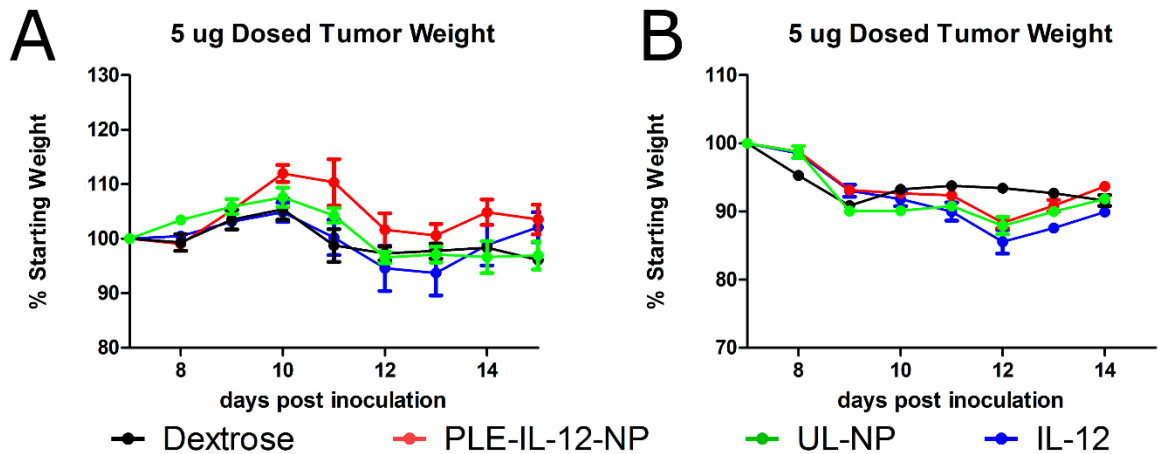 A
5 ug Dosed Tumor Weight
% Starting Weight
130
120
110
100
90
80
8
10
12
14
days post inoculation
B
5 ug Dosed Tumor Weight
% Starting Weight
110
100
90
80
70
8
10
12
14
days post inoculation
Dextrose
PLE-IL-12-NP
UL-NP
IL-12